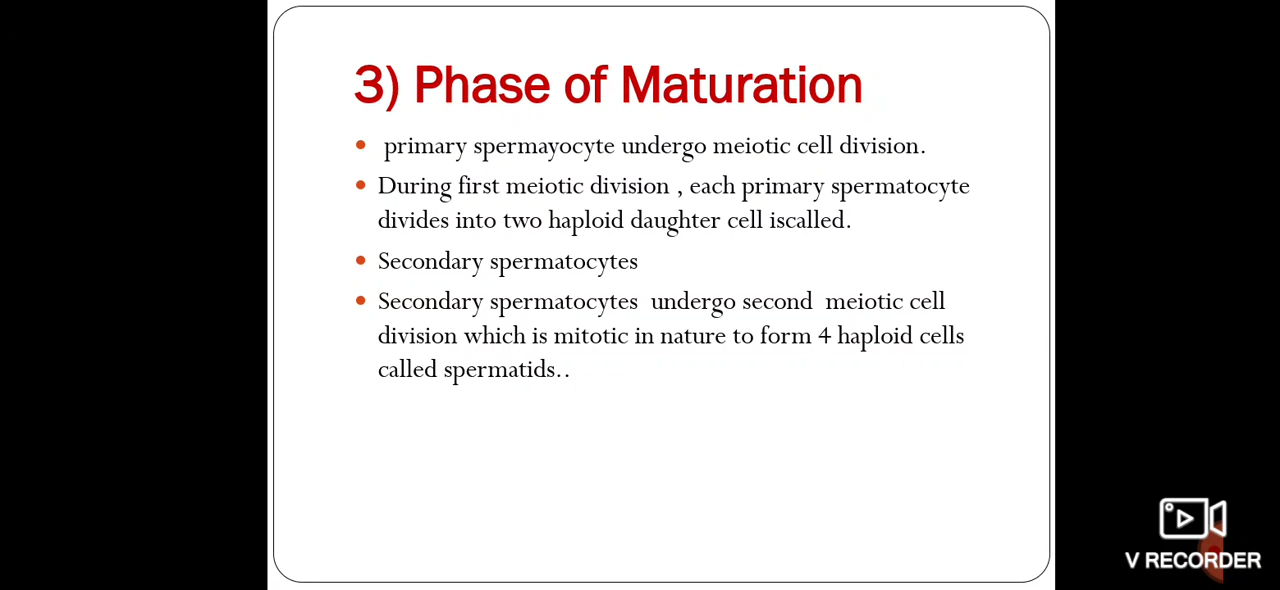 3) Phase of Maturation
primary spermayocyte undergo meiotic cell division.
During first meiotic division , each primary spermatocyte
divides into two haploid daughter cell iscalled.
Secondary spermatocytes
Secondary spermatocytes undergo second meiotic cell
division which is mitotic in nature to form 4 haploid cells
called spermatids..
V RECORDER